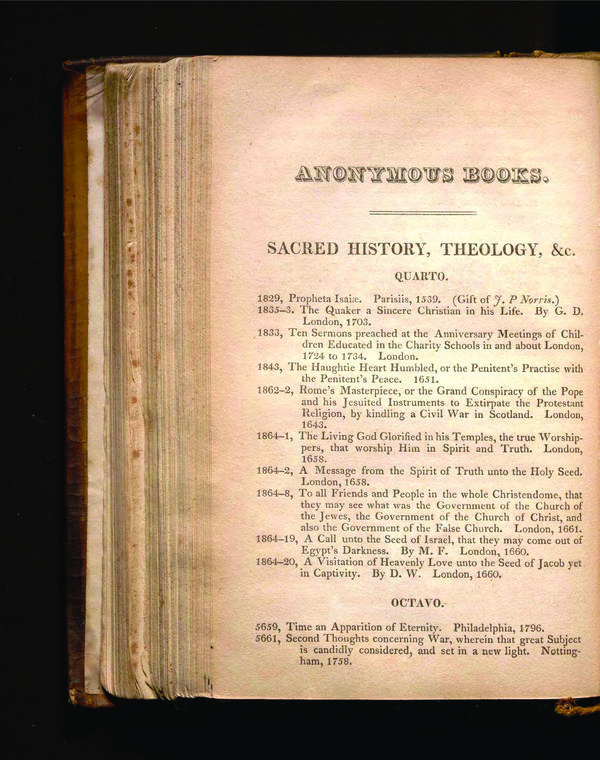 ANONYMOUS BOOKS.
SACRED HISTORY, THEOLOGY, &c.
QUARTO.
1829, Propheta Isaiæ. Parisiis, 1539. (Gift of J. P Norris.)
1835–3. The Quaker a Sincere Christian in his Life. By G. D.
London, 1703.
1833, Ten Sermons preached at the Anniversary Meetings of Chil-
dren Educated in the Charity Schools in and about London,
1724 to 1734. London.
1843, The Haughtie Heart Humbled, or the Penitent's Practise with
the Penitent's Peace. 1651.
1862–2, Rome's Masterpiece, or the Grand Conspiracy of the Pope
and his Jesuited Instruments to Extirpate the Protestant
Religion, by kindling a Civil War in Scotland. London,
1643.
1864–1, The Living God Glorified in his Temples, the true Worship-
pers, that worship Him in Spirit and Truth. London,
1658.
1864–2, A Message from the Spirit of Truth unto the Holy Seed.
London, 1658.
1864–8, To all Friends and People in the whole Christendome, that
they may see what was the Government of the Church of
the Jewes, the Government of the Church of Christ, and
also the Government of the False Church. London, 1661.
1864–19, A Call unto the Seed of Israel, that they may come out of
Egypt's Darkness. By M. F. London, 1660.
1864–20, A Visitation of Heavenly Love unto the Seed of Jacob yet
in Captivity. By D. W. London, 1660.
OCTAVO.
5659, Time an Apparition of Eternity. Philadelphia, 1796.
5661, Second Thoughts concerning War, wherein that great Subject
is candidly considered, and set in a new light. Notting-
ham, 1758.